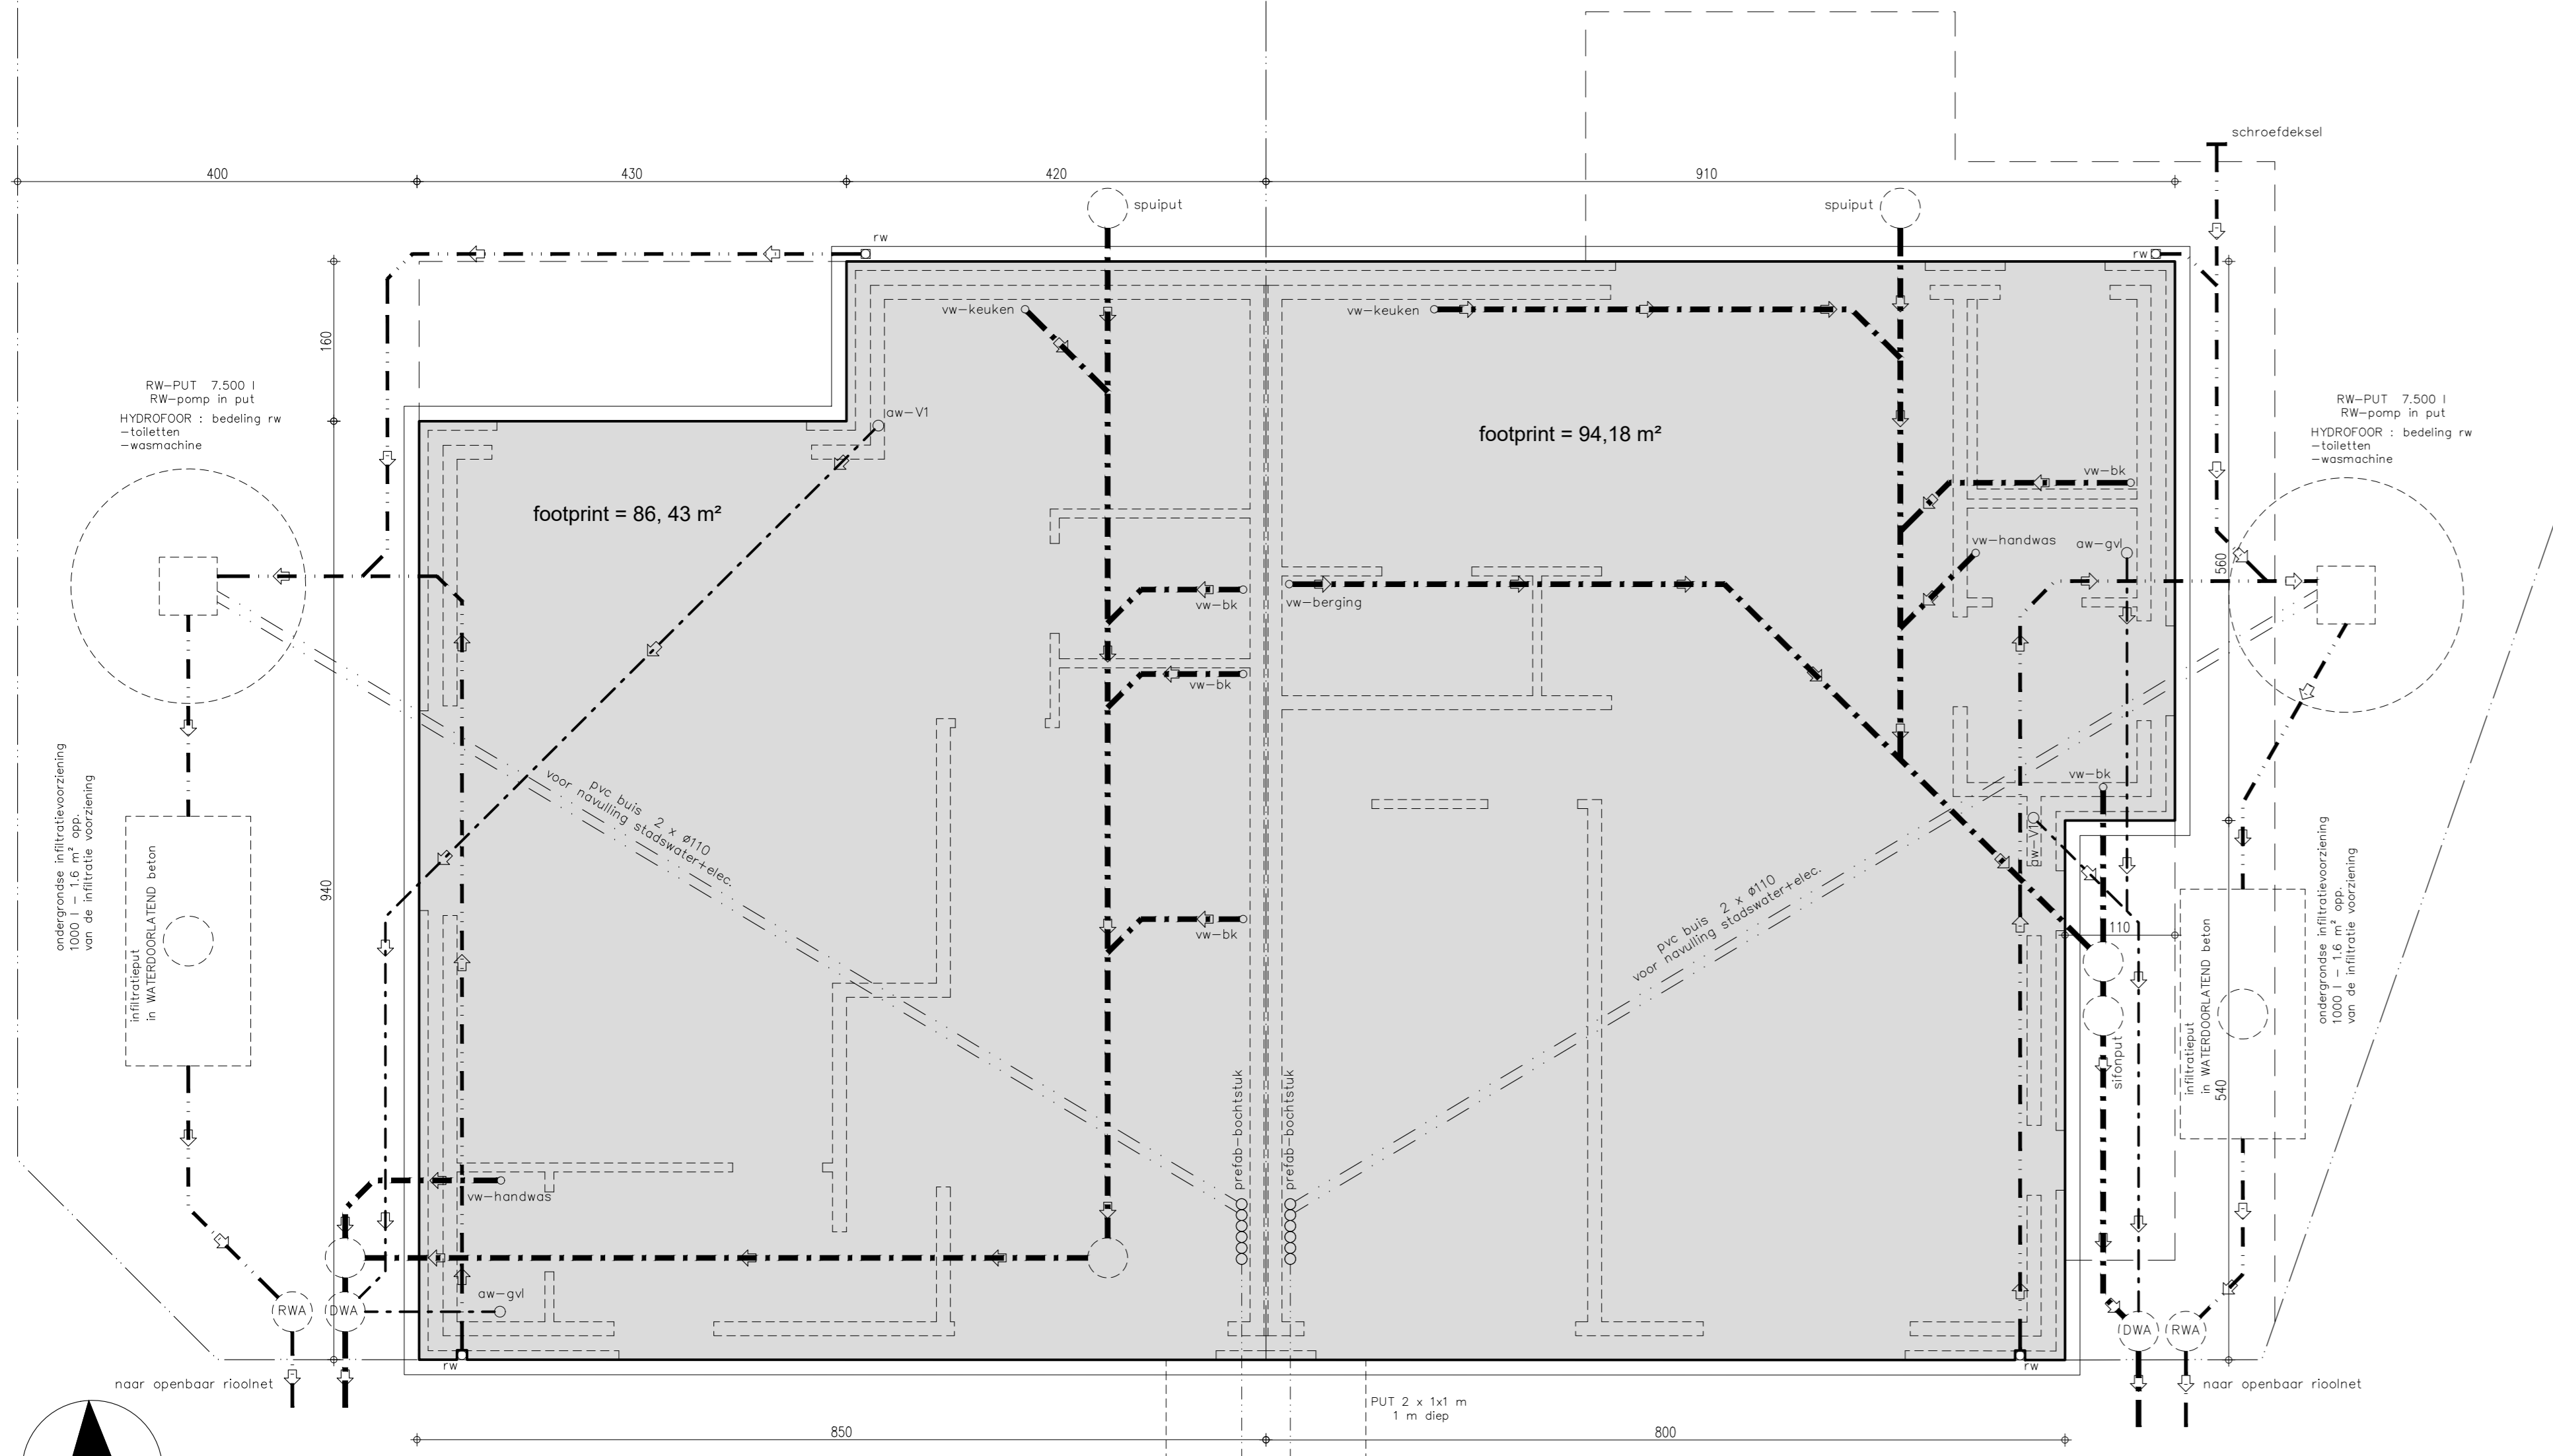 schroefdeksel
400
430
420
910
spuiput
spuiput
rw
rw
vw-keuken
vw-keuken
160
RW-PUT 7.500 l
RW-pomp in put
HYDROFOOR : bedeling rw
-toiletten
-wasmachine
RW-PUT 7.500 l
RW-pomp in put
HYDROFOOR : bedeling rw
-toiletten
-wasmachine
aw-V1
footprint = 94,18 m²
footprint = 86, 43 m²
vw-bk
vw-handwas
aw-gvl
560
vw-bk
vw-berging
vw-bk
vw-bk
pvc buis 2 x ø110
voor navulling stadswater+elec.
pvc buis 2 x ø110
voor navulling stadswater+elec.
aw-V1
ondergrondse infiltratievoorziening
1000 l - 1.6 m² opp.
van de infiltratie voorziening
infiltratieput
in WATERDOORLATEND beton
940
vw-bk
110
ondergrondse infiltratievoorziening
1000 l - 1.6 m² opp.
van de infiltratie voorziening
infiltratieput
in WATERDOORLATEND beton
540
sifonput
prefab-bochtstuk
prefab-bochtstuk
vw-handwas
aw-gvl
RWA
DWA
DWA
RWA
rw
rw
naar openbaar rioolnet
naar openbaar rioolnet
PUT 2 x 1x1 m
1 m diep
850
800